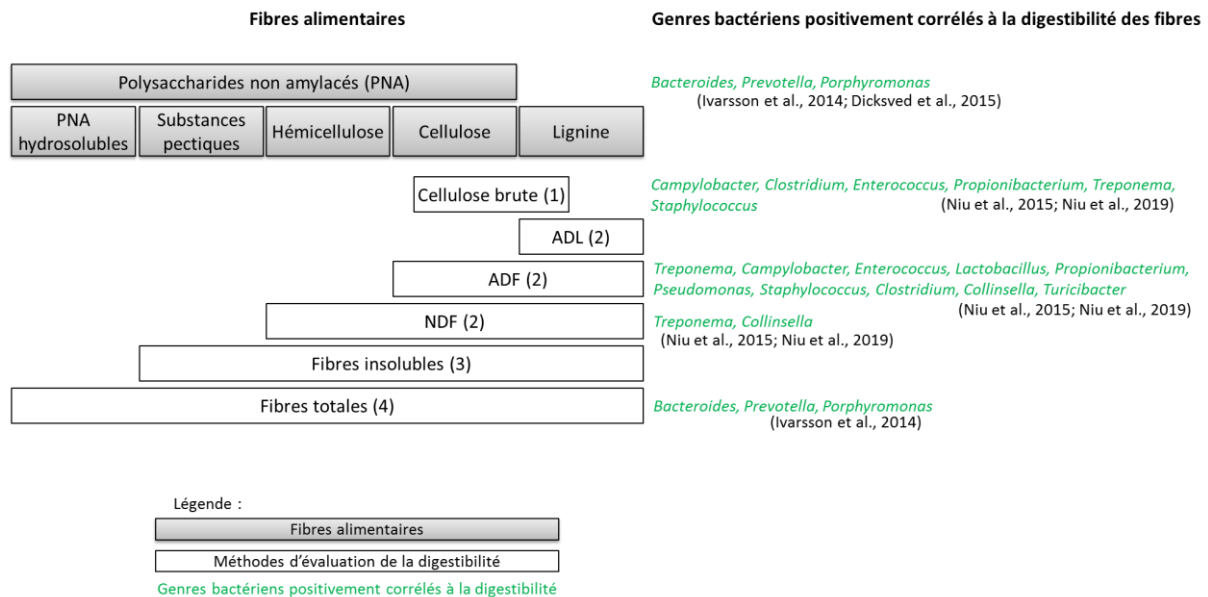 Fibres alimentaires
Genres bactériens positivement corrélés à la digestibilité des fibres
Polysaccharides non amylacés (PNA)
Bacteroides, Prevotella, Porphyromonas
(Ivarsson et al., 2014; Dicksved et al., 2015)
PNA
hydrosolubles
Substances
pectiques
Hémicellulose
Cellulose
Lignine
Cellulose brute (1)
Campylobacter, Clostridium, Enterococcus, Propionibacterium, Treponema,
Staphylococcus
(Niu et al., 2015; Niu et al., 2019)
ADL (2)
ADF (2)
Treponema, Campylobacter, Enterococcus, Lactobacillus, Propionibacterium,
Pseudomonas, Staphylococcus, Clostridium, Collinsella, Turicibacter
(Niu et al., 2015; Niu et al., 2019)
NDF (2)
Treponema, Collinsella
(Niu et al., 2015; Niu et al., 2019)
Fibres insolubles (3)
Fibres totales (4)
Bacteroides, Prevotella, Porphyromonas
(Ivarsson et al., 2014)
Légende :
Fibres alimentaires
Méthodes d'évaluation de la digestibilité
Genres bactériens positivement corrélés à la digestibilité